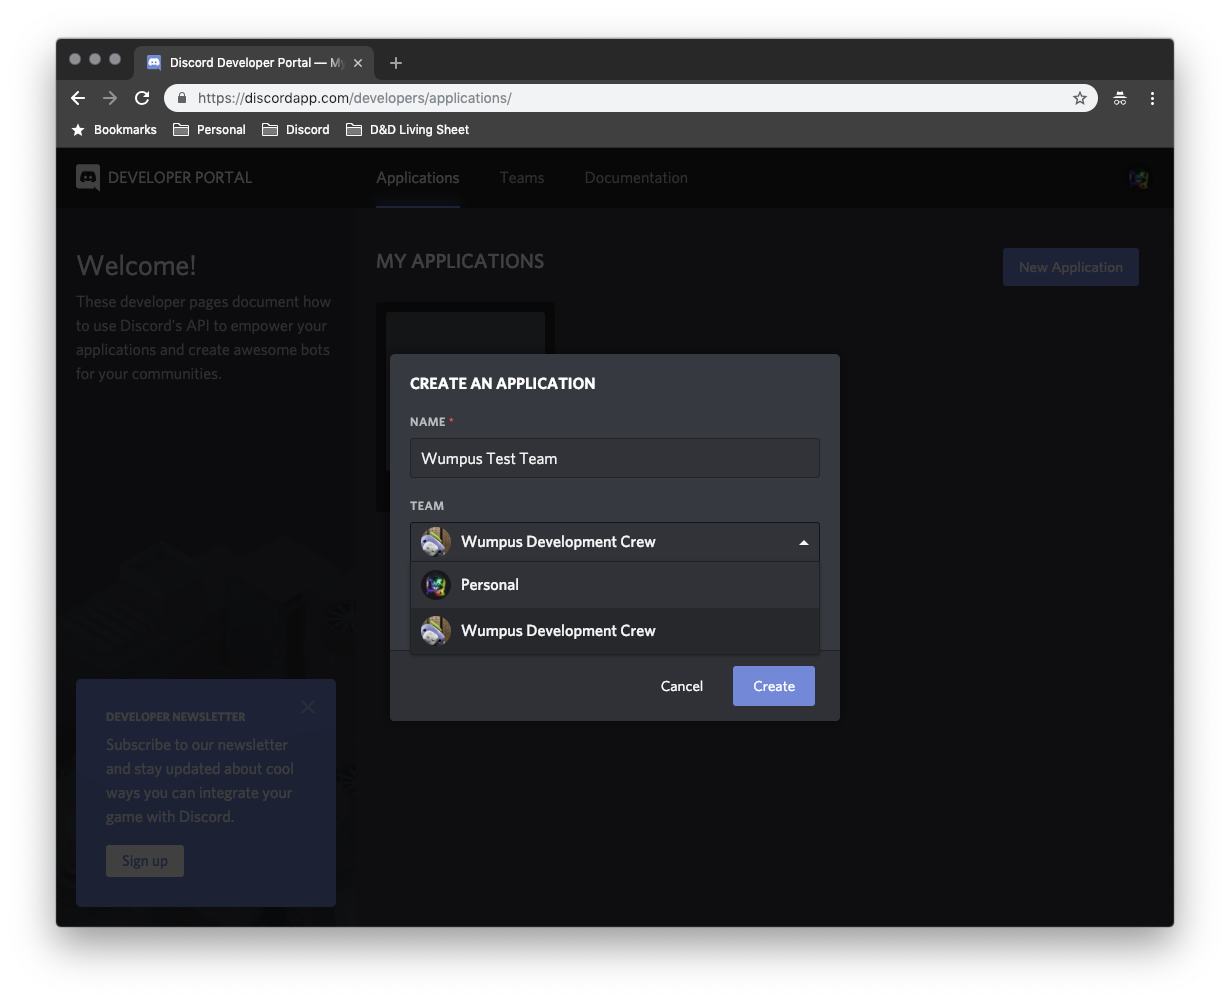 Discord Developer Portal — My
https://discordapp.com/developers/applications/
Bookmarks Personal Discord D&D Living Sheet
DEVELOPER PORTAL Applications Teams Documentation
Welcome!
These developer pages document how
to use Discord's API to empower your
applications and create awesome bots
for your communities.
MY APPLICATIONS
New Application
CREATE AN APPLICATION
NAME *
Wumpus Test Team
TEAM
Wumpus Development Crew
Personal
Wumpus Development Crew
Cancel Create
DEVELOPER NEWSLETTER
Subscribe to our newsletter
and stay updated about cool
ways you can integrate your
game with Discord.
Sign up